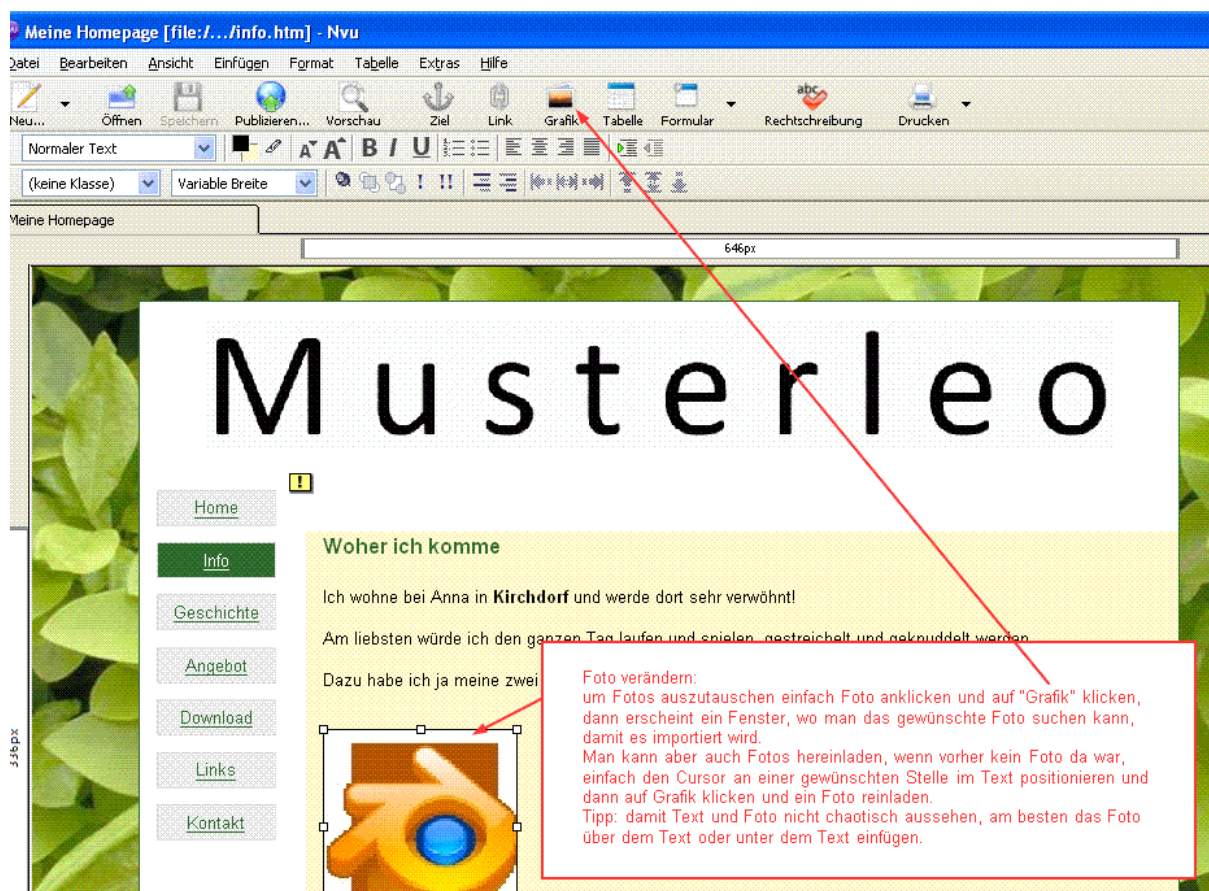 Meine Homepage [file:/.../info.htm] - Nvu
Datei Bearbeiten Ansicht Einfügen Format Tabelle Extras Hilfe
Neu... Öffnen Speichern Publizieren... Vorschau Ziel Link Grafik Tabelle Formular Rechtschreibung Drucken
Normaler Text
(keine Klasse) Variable Breite
Meine Homepage
646px
Musterleo
Home
Info
Geschichte
Angebot
Download
Links
Kontakt
336px
Woher ich komme
Ich wohne bei Anna in Kirchdorf und werde dort sehr verwöhnt!
Am liebsten würde ich den ganzen Tag laufen und spielen, gestreichelt und geknuddelt werden
Dazu habe ich ja meine zwei
Foto verändern:
um Fotos auszutauschen einfach Foto anklicken und auf "Grafik" klicken,
dann erscheint ein Fenster, wo man das gewünschte Foto suchen kann,
damit es importiert wird.
Man kann aber auch Fotos hereinladen, wenn vorher kein Foto da war,
einfach den Cursor an einer gewünschten Stelle im Text positionieren und
dann auf Grafik klicken und ein Foto reinladen.
Tipp: damit Text und Foto nicht chaotisch aussehen, am besten das Foto
über dem Text oder unter dem Text einfügen.